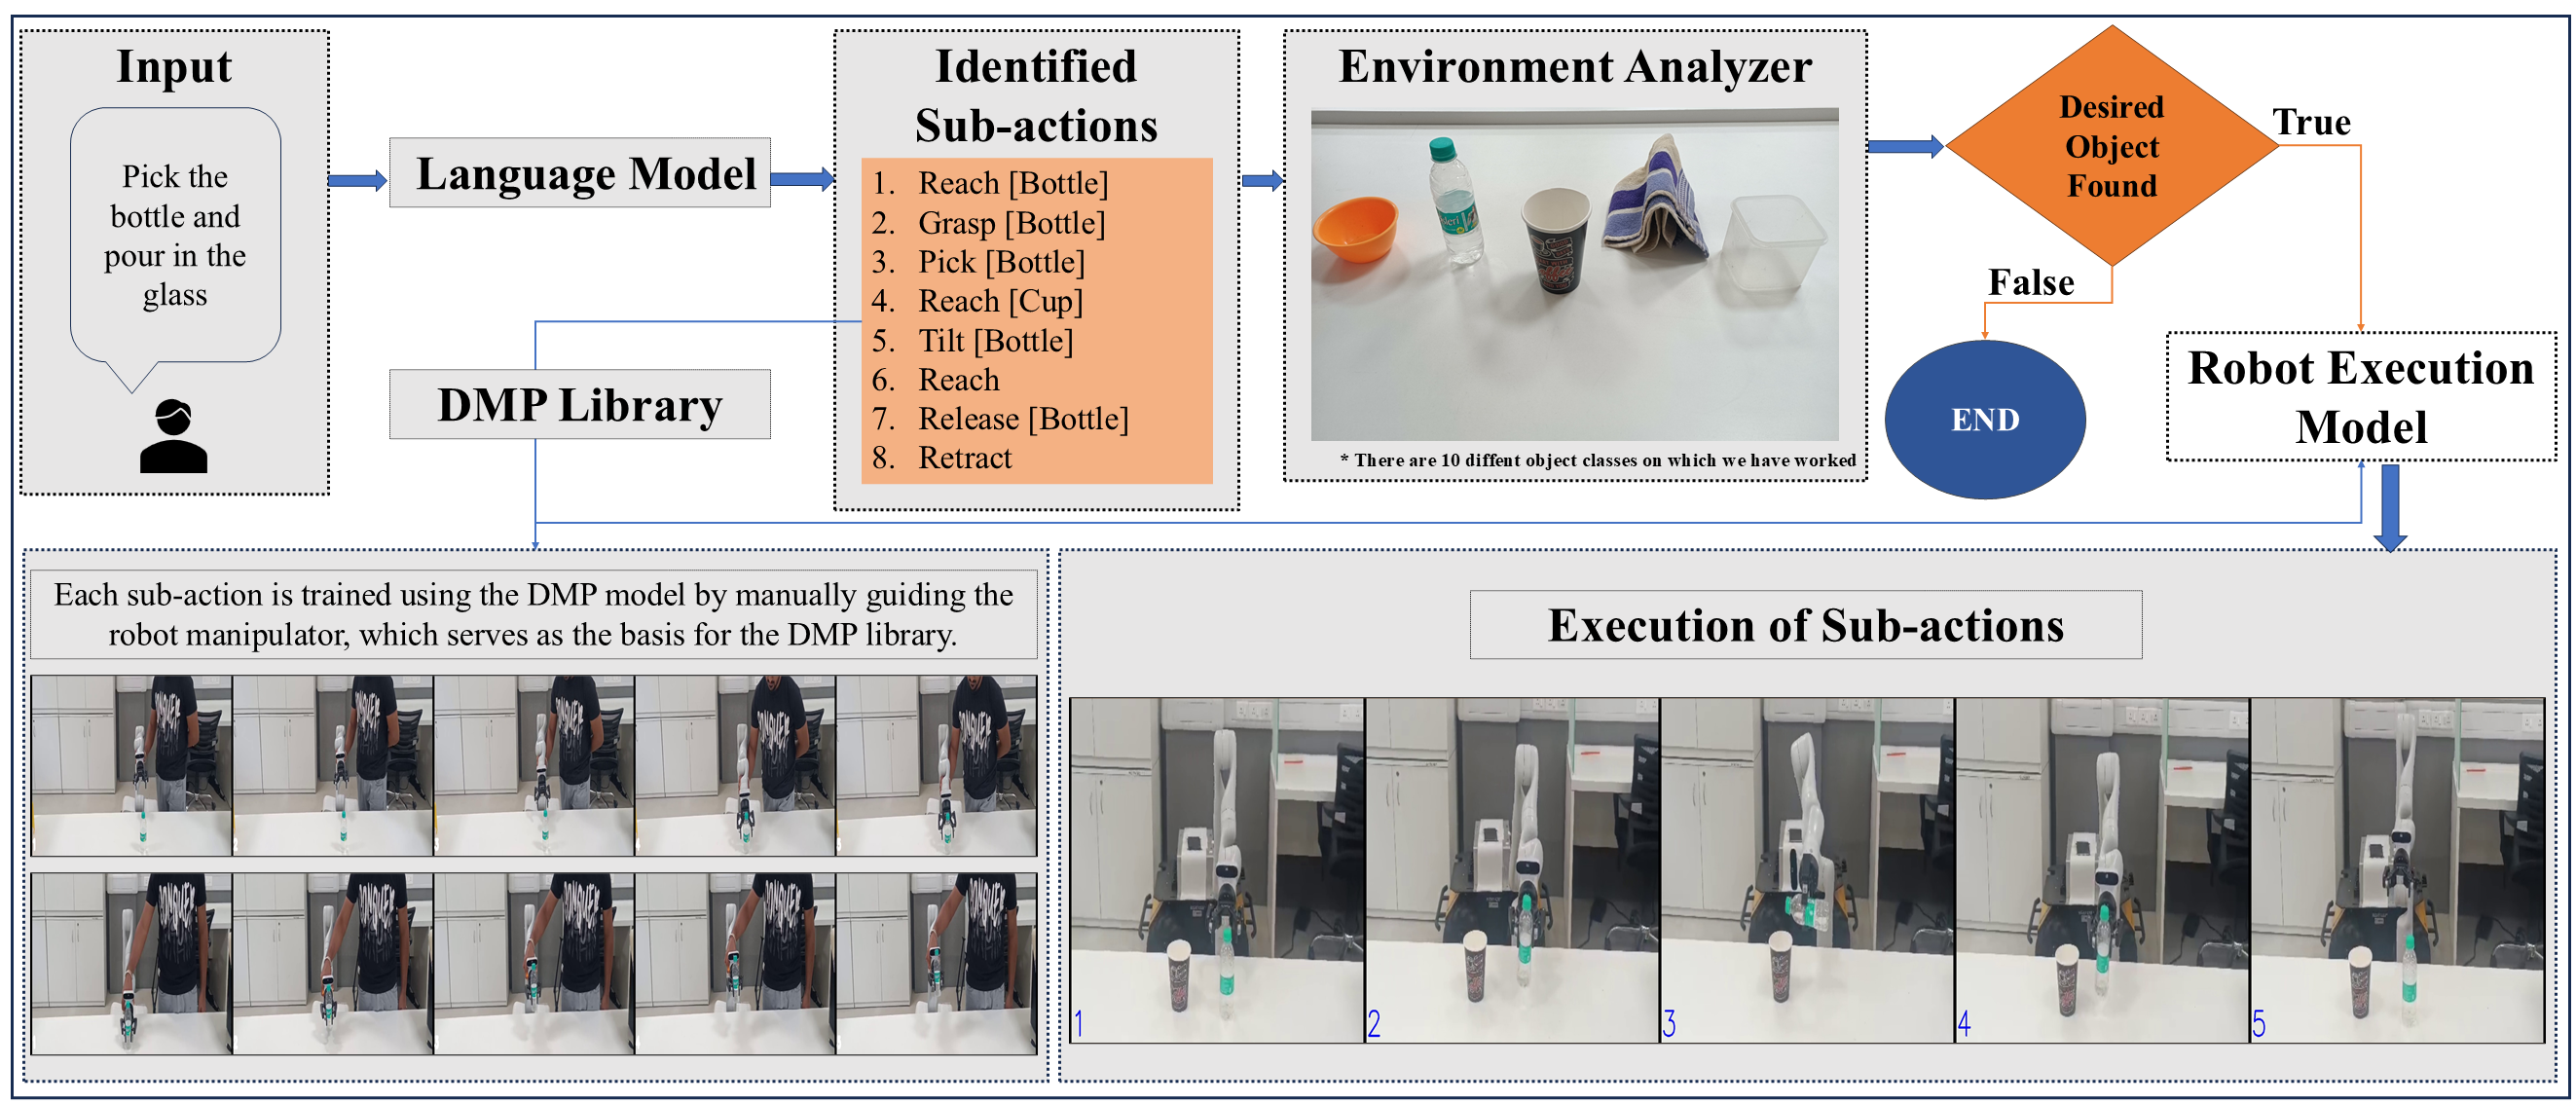 Input
Pick the
bottle and
pour in the
glass
Language Model
DMP Library
Identified
Sub-actions
1. Reach [Bottle]
2. Grasp [Bottle]
3. Pick [Bottle]
4. Reach [Cup]
5. Tilt [Bottle]
6. Reach
7. Release [Bottle]
8. Retract
Environment Analyzer
* There are 10 diffent object classes on which we have worked
Desired
Object
Found
True
False
END
Robot Execution
Model
Each sub-action is trained using the DMP model by manually guiding the
robot manipulator, which serves as the basis for the DMP library.
Execution of Sub-actions
1
2
3
4
5